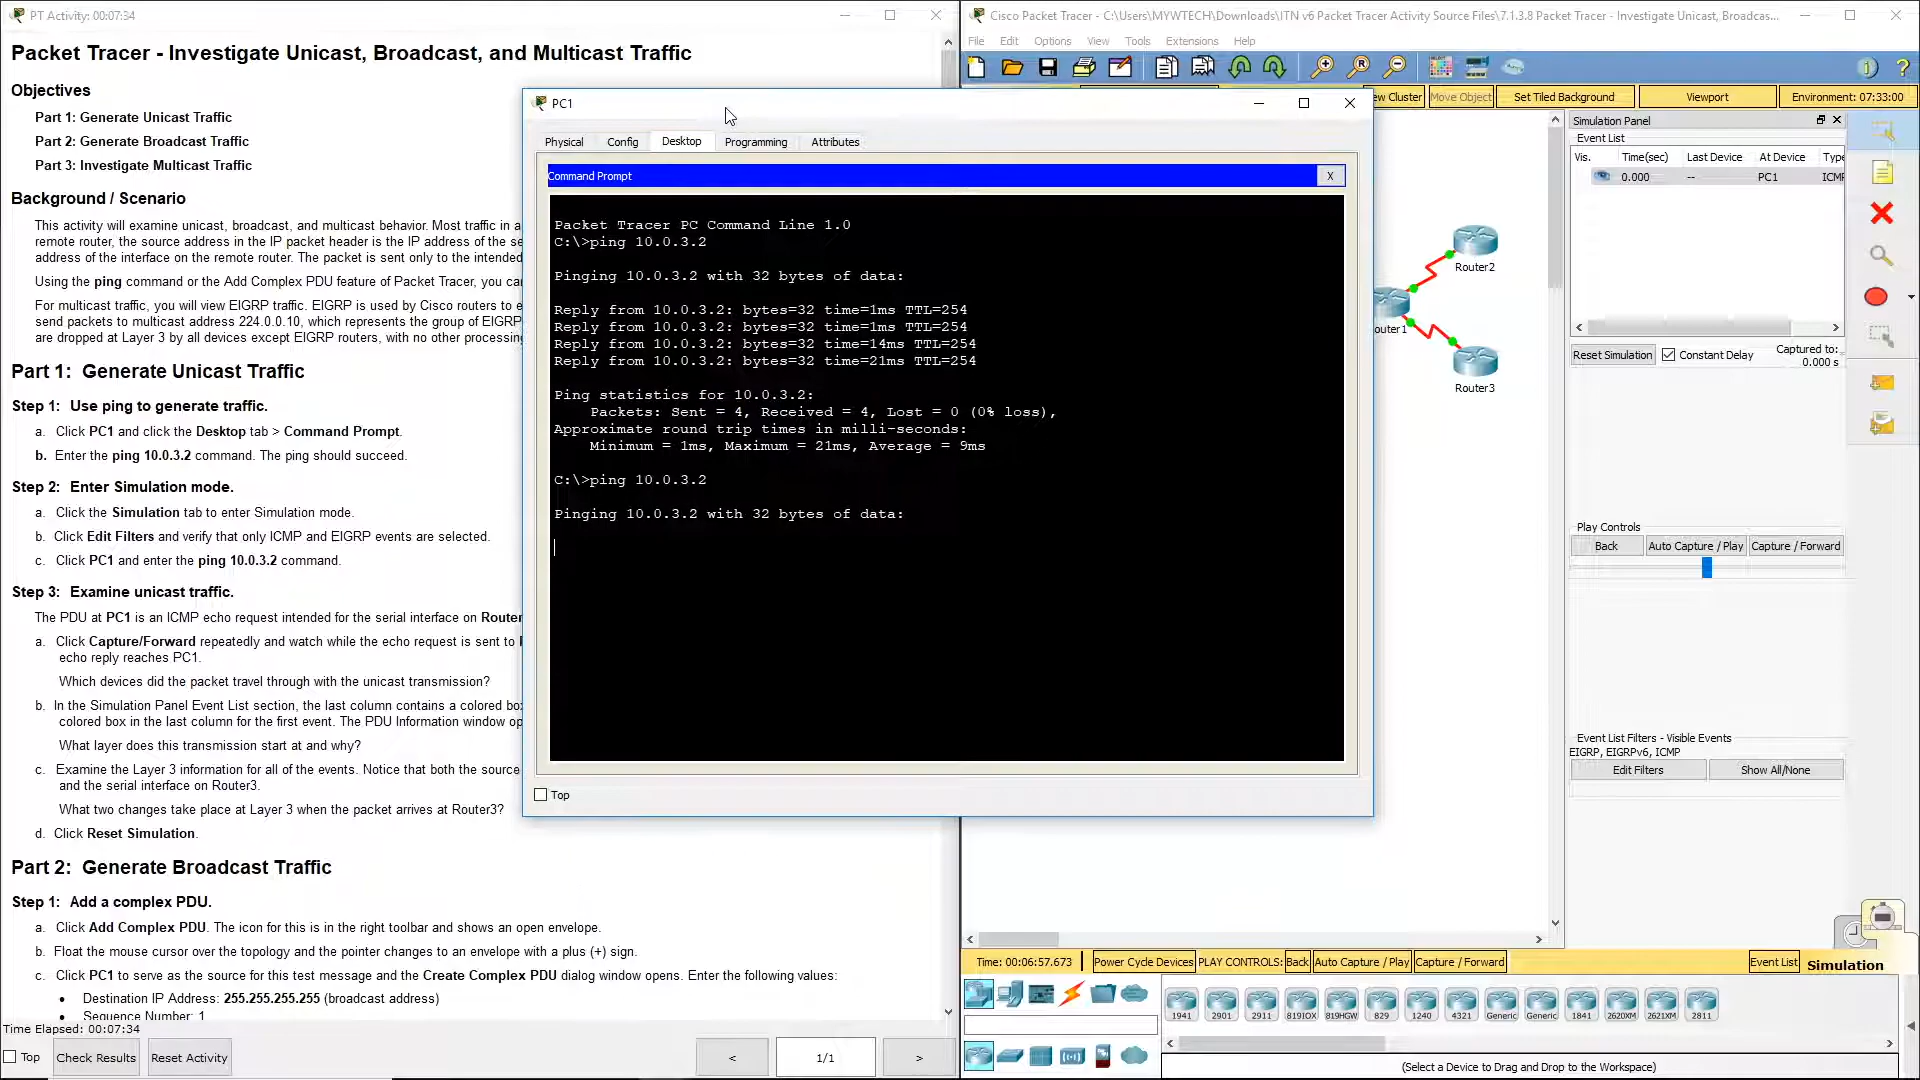 PT Activity: 00:07:34
Packet Tracer - Investigate Unicast, Broadcast, and Multicast Traffic
Objectives
Part 1: Generate Unicast Traffic
Part 2: Generate Broadcast Traffic
Part 3: Investigate Multicast Traffic
Background / Scenario
This activity will examine unicast, broadcast, and multicast behavior. Most traffic in a
remote router, the source address in the IP packet header is the IP address of the se
address of the interface on the remote router. The packet is sent only to the intended
Using the ping command or the Add Complex PDU feature of Packet Tracer, you can
For multicast traffic, you will view EIGRP traffic. EIGRP is used by Cisco routers to e
send packets to multicast address 224.0.0.10, which represents the group of EIGRP
are dropped at Layer 3 by all devices except EIGRP routers, with no other processing
Part 1: Generate Unicast Traffic
Step 1: Use ping to generate traffic.
a. Click PC1 and click the Desktop tab > Command Prompt.
b. Enter the ping 10.0.3.2 command. The ping should succeed.
Step 2: Enter Simulation mode.
a. Click the Simulation tab to enter Simulation mode.
b. Click Edit Filters and verify that only ICMP and EIGRP events are selected.
c. Click PC1 and enter the ping 10.0.3.2 command.
Step 3: Examine unicast traffic.
The PDU at PC1 is an ICMP echo request intended for the serial interface on Router
a. Click Capture/Forward repeatedly and watch while the echo request is sent to
echo reply reaches PC1.
Which devices did the packet travel through with the unicast transmission?
b. In the Simulation Panel Event List section, the last column contains a colored box
colored box in the last column for the first event. The PDU Information window op
What layer does this transmission start at and why?
c. Examine the Layer 3 information for all of the events. Notice that both the source
and the serial interface on Router3.
What two changes take place at Layer 3 when the packet arrives at Router3?
d. Click Reset Simulation.
Part 2: Generate Broadcast Traffic
Step 1: Add a complex PDU.
a. Click Add Complex PDU. The icon for this is in the right toolbar and shows an open envelope.
b. Float the mouse cursor over the topology and the pointer changes to an envelope with a plus (+) sign.
c. Click PC1 to serve as the source for this test message and the Create Complex PDU dialog window opens. Enter the following values:
• Destination IP Address: 255.255.255.255 (broadcast address)
• Sequence Number: 1
Time Elapsed: 00:07:34
Top
Check Results
Reset Activity
<
1/1
>
PC1
Physical Config Desktop Programming Attributes
Command Prompt
X
Packet Tracer PC Command Line 1.0
C:\>ping 10.0.3.2
Pinging 10.0.3.2 with 32 bytes of data:
Reply from 10.0.3.2: bytes=32 time=1ms TTL=254
Reply from 10.0.3.2: bytes=32 time=1ms TTL=254
Reply from 10.0.3.2: bytes=32 time=14ms TTL=254
Reply from 10.0.3.2: bytes=32 time=21ms TTL=254
Ping statistics for 10.0.3.2:
Packets: Sent = 4, Received = 4, Lost = 0 (0% loss),
Approximate round trip times in milli-seconds:
Minimum = 1ms, Maximum = 21ms, Average = 9ms
C:\>ping 10.0.3.2
Pinging 10.0.3.2 with 32 bytes of data:
Top
Cisco Packet Tracer - C:\Users\MYWTECH\Downloads\ITN v6 Packet Tracer Activity Source Files\7.1.3.8 Packet Tracer - Investigate Unicast, Broadcas...
File Edit Options View Tools Extensions Help
ew Cluster Move Object Set Tiled Background Viewport Environment: 07:33:00
Router2
outer1
Router3
Simulation Panel
Event List
Vis. Time(sec) Last Device At Device Type
0.000 -- PC1 ICM
Reset Simulation Constant Delay Captured to:
0.000 s
Play Controls
Back Auto Capture / Play Capture / Forward
Event List Filters - Visible Events
EIGRP, EIGRPv6, ICMP
Edit Filters Show All/None
Time: 00:06:57.673 Power Cycle Devices PLAY CONTROLS: Back Auto Capture / Play Capture / Forward Event List Simulation
1941 2901 2911 819IOX 819HGW 829 1240 4321 Generic Generic 1841 2620XM 2621XM 2811
(Select a Device to Drag and Drop to the Workspace)